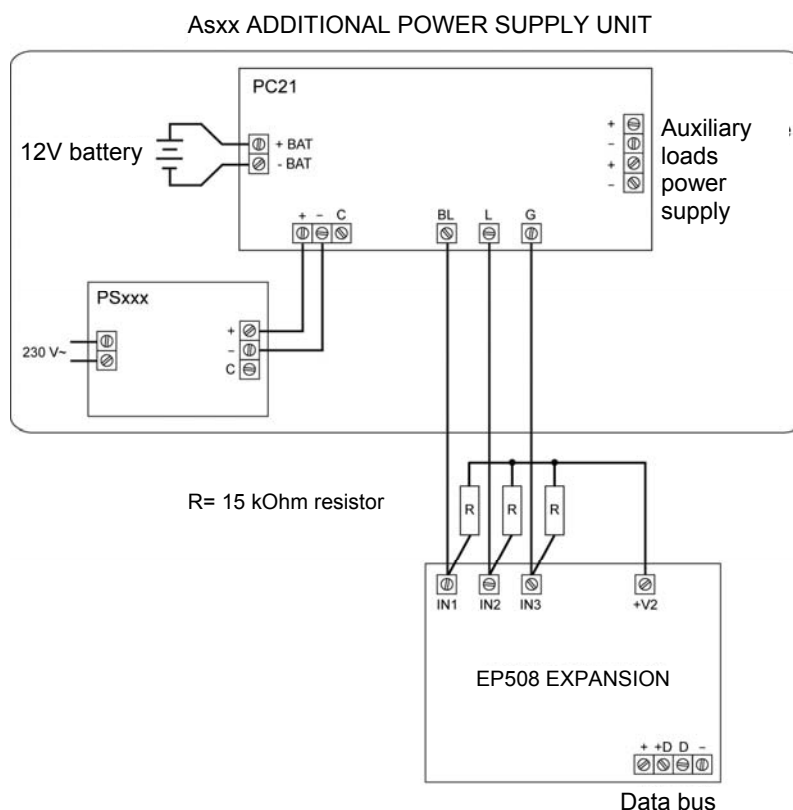 Asxx ADDITIONAL POWER SUPPLY UNIT
PC21
12V battery
+ BAT
- BAT
+
−
+
−
Auxiliary
loads
power
supply
+ − C
BL L G
PSxxx
230 V~
+
−
C
R= 15 kOhm resistor
R R R
IN1 IN2 IN3 +V2
EP508 EXPANSION
+ +D D −
Data bus